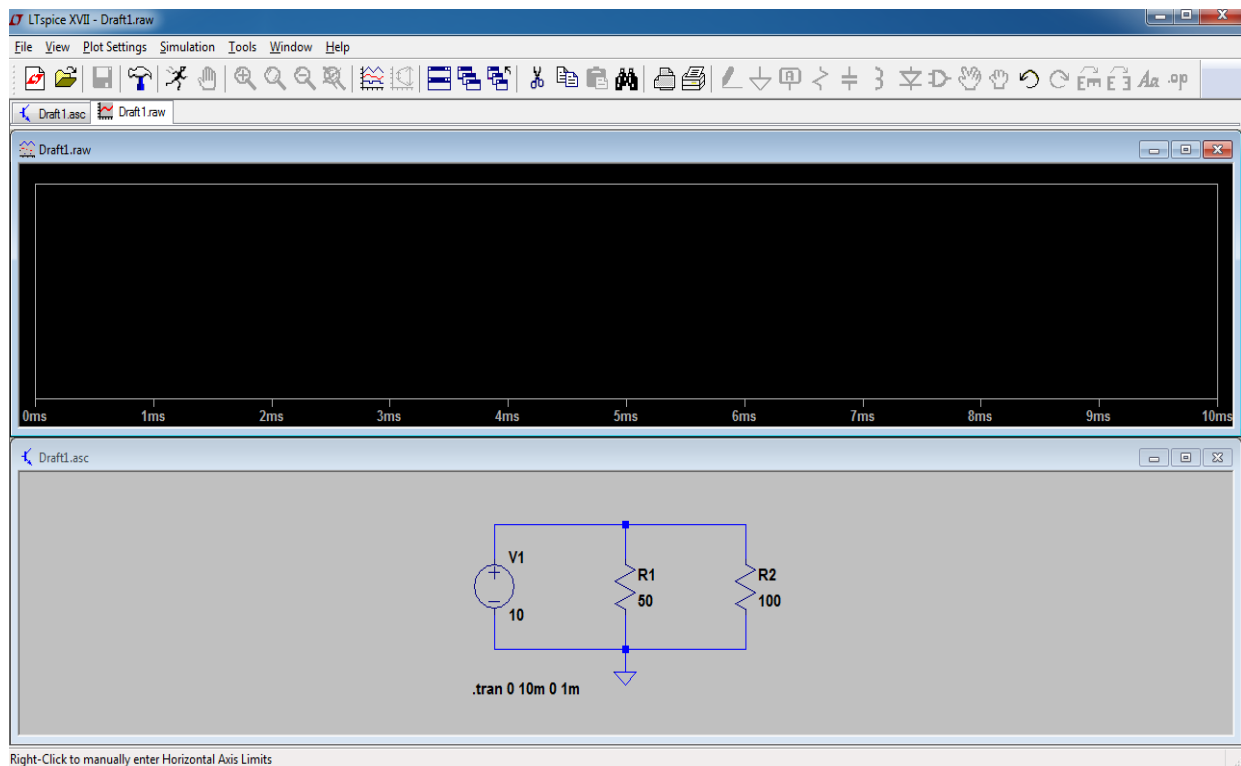 LTspice XVII - Draft1.raw
File View Plot Settings Simulation Tools Window Help
Aa .op
Draft1.asc Draft1.raw
Draft1.raw
0ms 1ms 2ms 3ms 4ms 5ms 6ms 7ms 8ms 9ms 10ms
Draft1.asc
V1
R1 R2
50 100
10
.tran 0 10m 0 1m
Right-Click to manually enter Horizontal Axis Limits